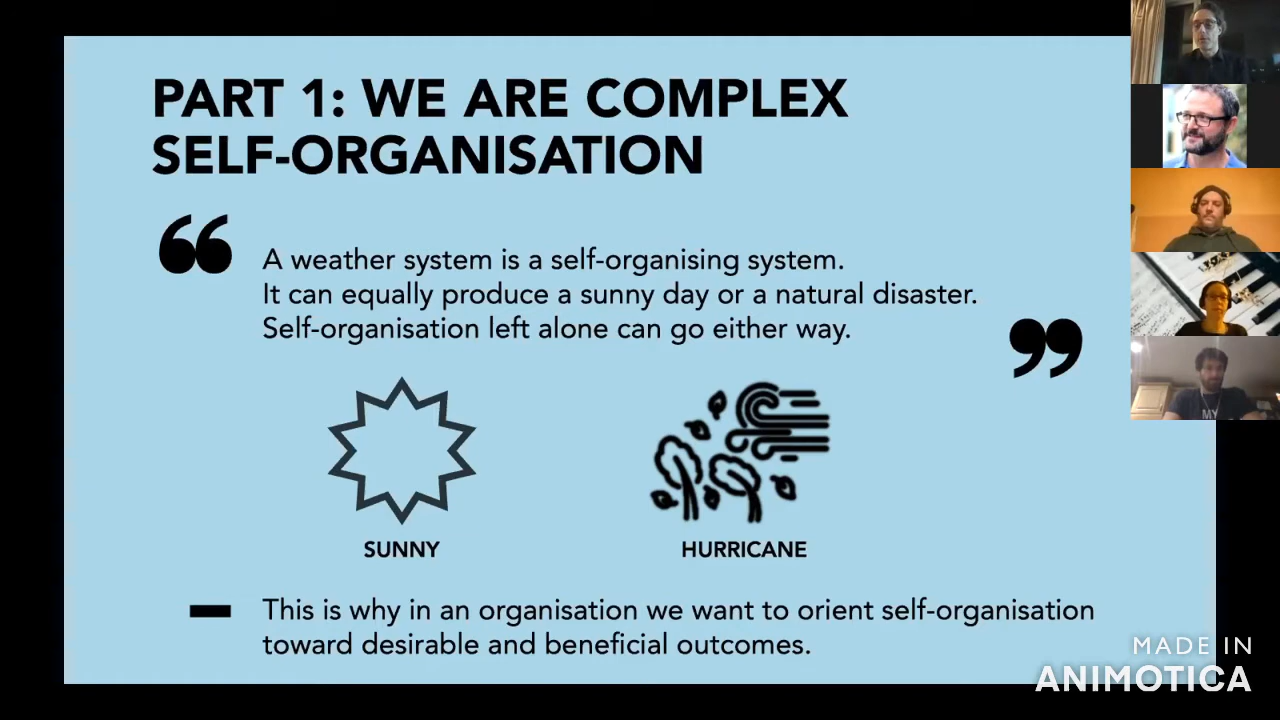 PART 1: WE ARE COMPLEX
SELF-ORGANISATION
“ A weather system is a self-organising system.
It can equally produce a sunny day or a natural disaster.
Self-organisation left alone can go either way. ”
SUNNY
HURRICANE
This is why in an organisation we want to orient self-organisation
toward desirable and beneficial outcomes.
MY
MADE IN
ANIMOTICA